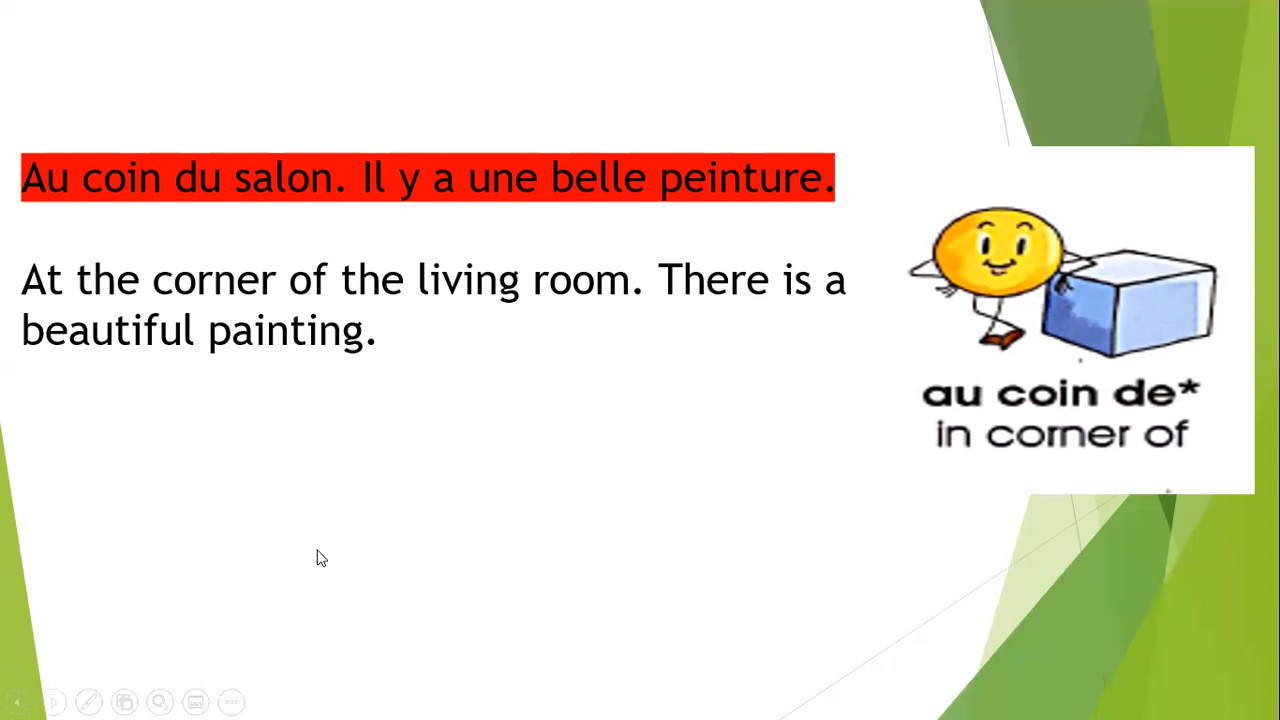 Au coin du salon. Il y a une belle peinture.
At the corner of the living room. There is a
beautiful painting.
au coin de*
in corner of